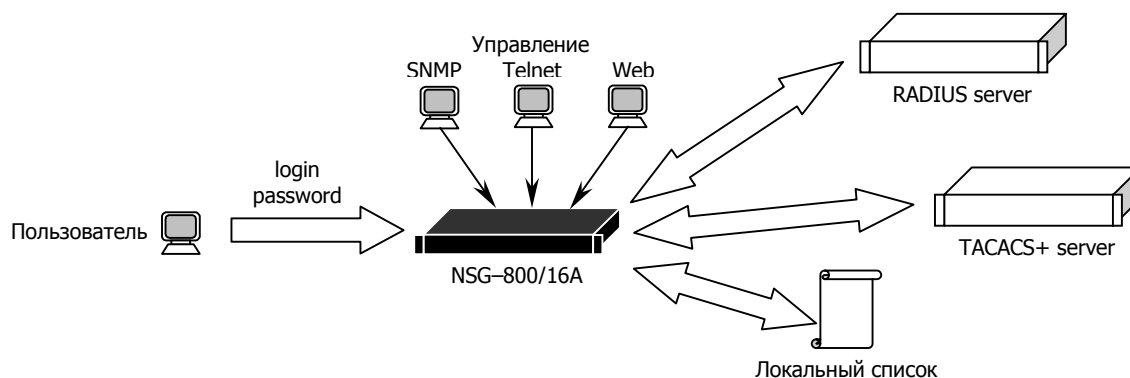 Управление
SNMP Telnet Web
RADIUS server
login
password
Пользователь
TACACS+ server
NSG–800/16A
Локальный список